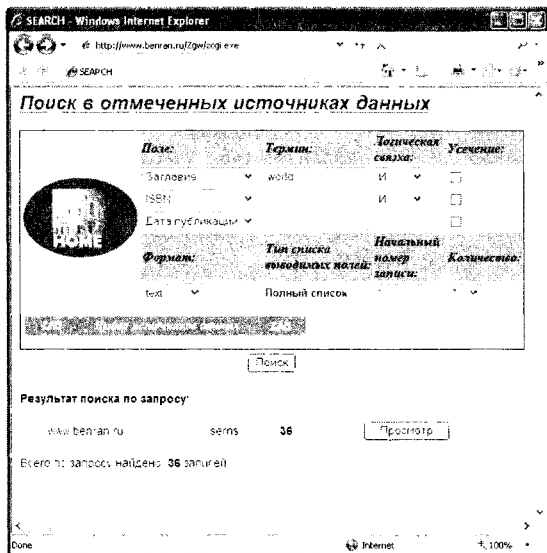 SEARCH - Windows Internet Explorer
http://www.benran.ru/Zgw/zcgi.exe
SEARCH
Поиск в отмеченных источниках данных
Поле: Термин: Логическая связка: Усечение:
Заглавие world И
ISBN И
Дата публикации
HOME
Формат: Тип списка выводимых полей: Начальный номер записи: Количество:
text Полный список
Поиск
Результат поиска по запросу:
www.benran.ru serns 36 Просмотр
Всего по запросу найдено 36 записей
Done Internet 100%